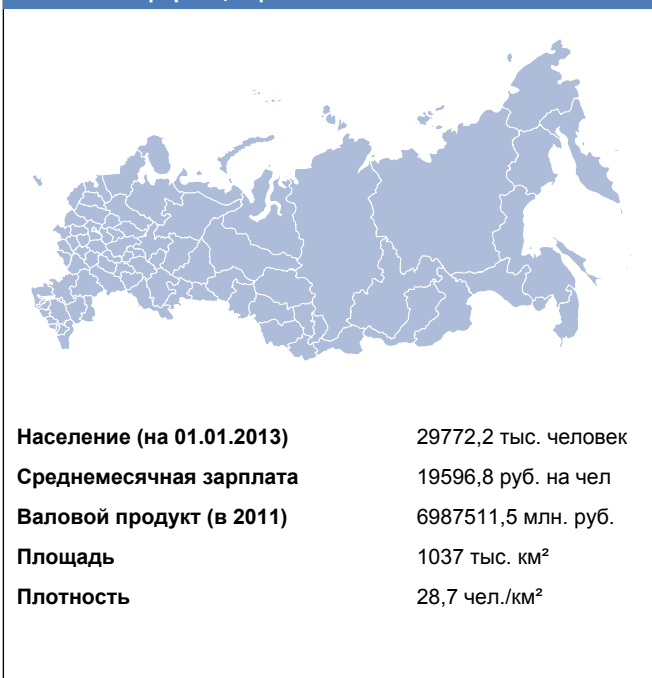 Население (на 01.01.2013) 29772,2 тыс. человек
Среднемесячная зарплата 19596,8 руб. на чел
Валовой продукт (в 2011) 6987511,5 млн. руб.
Площадь 1037 тыс. км²
Плотность 28,7 чел./км²